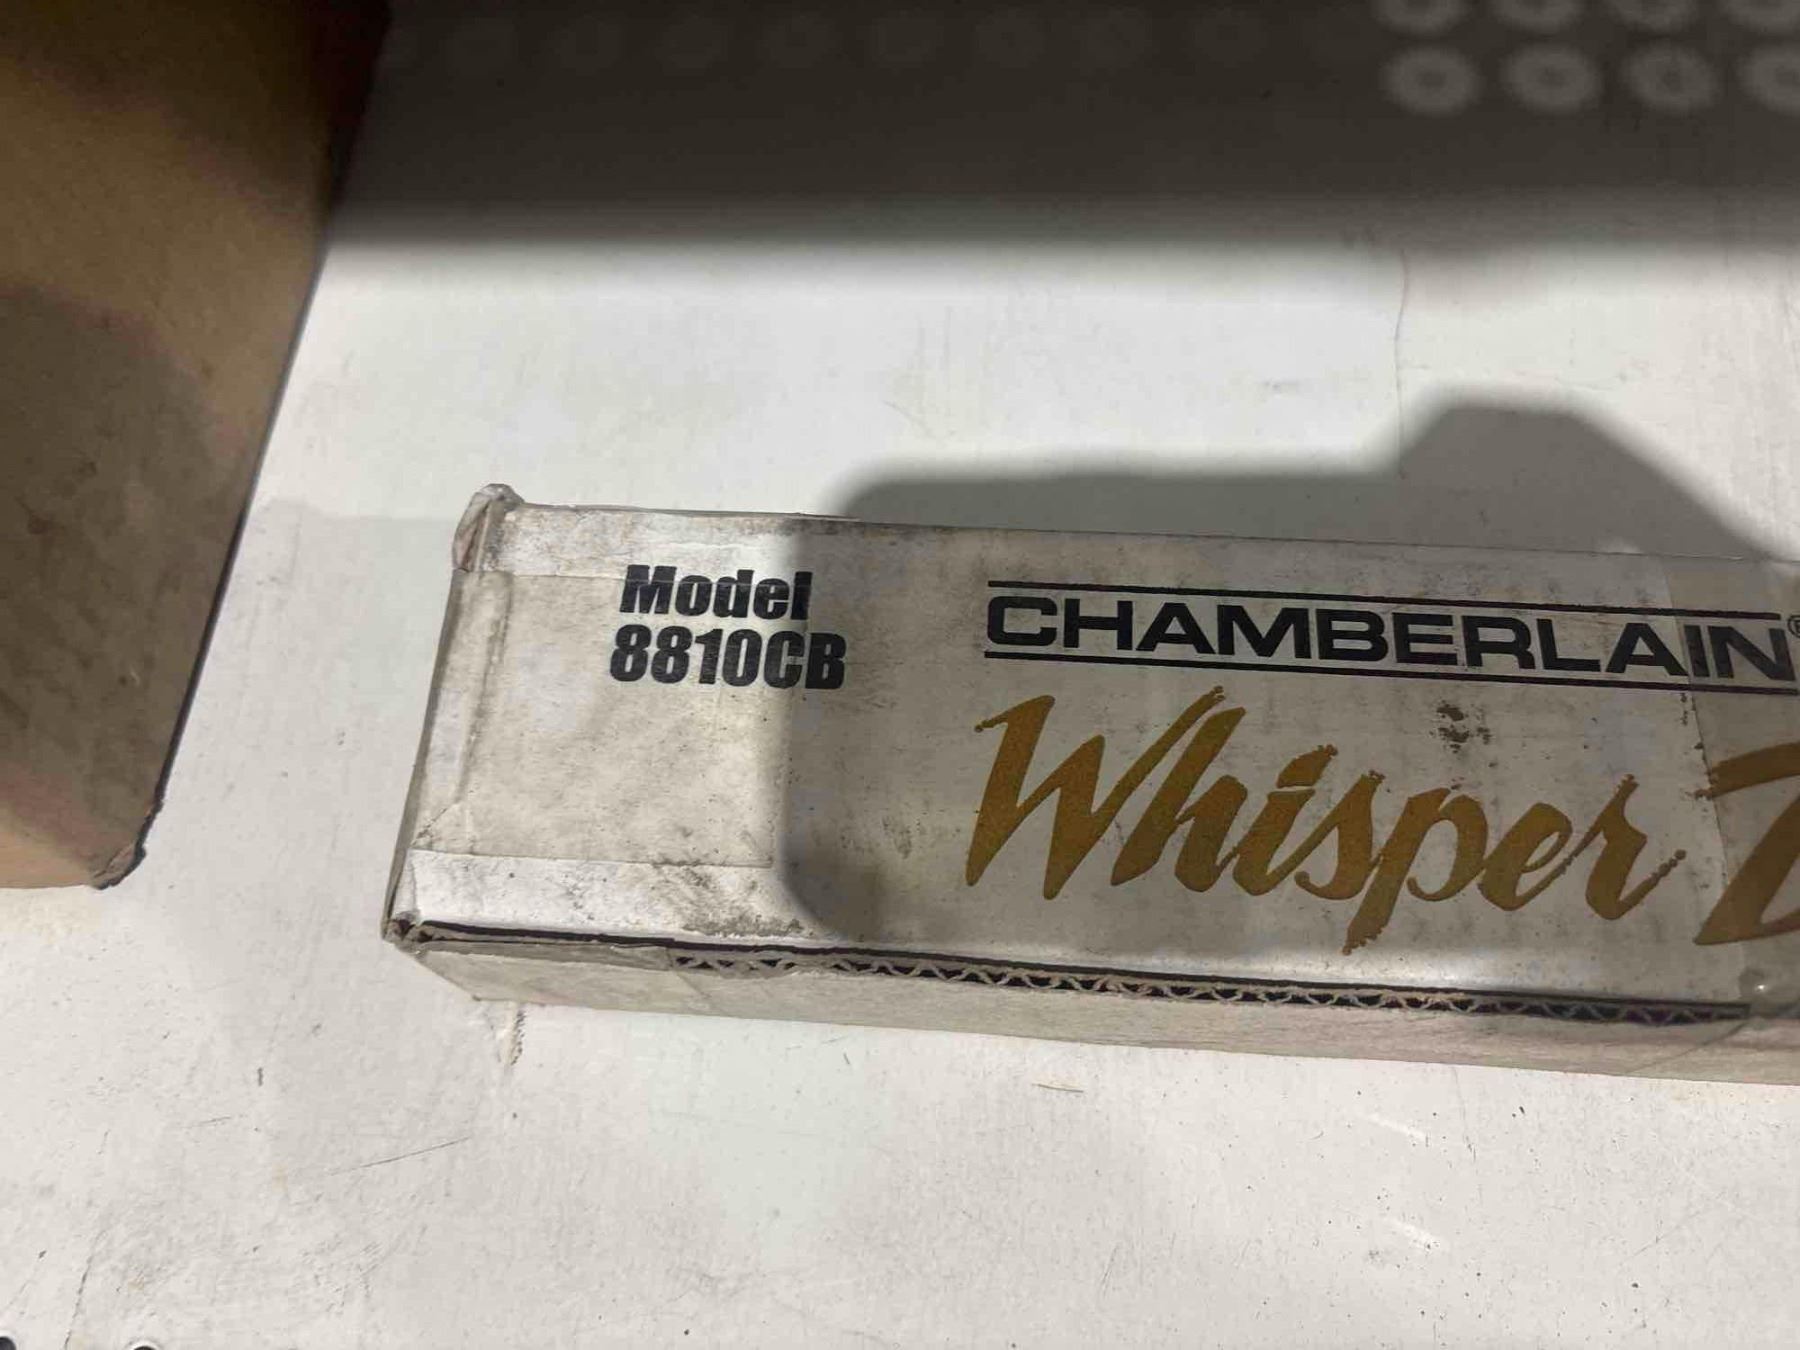 Model
8810CB
CHAMBERLAIN®
Whisper